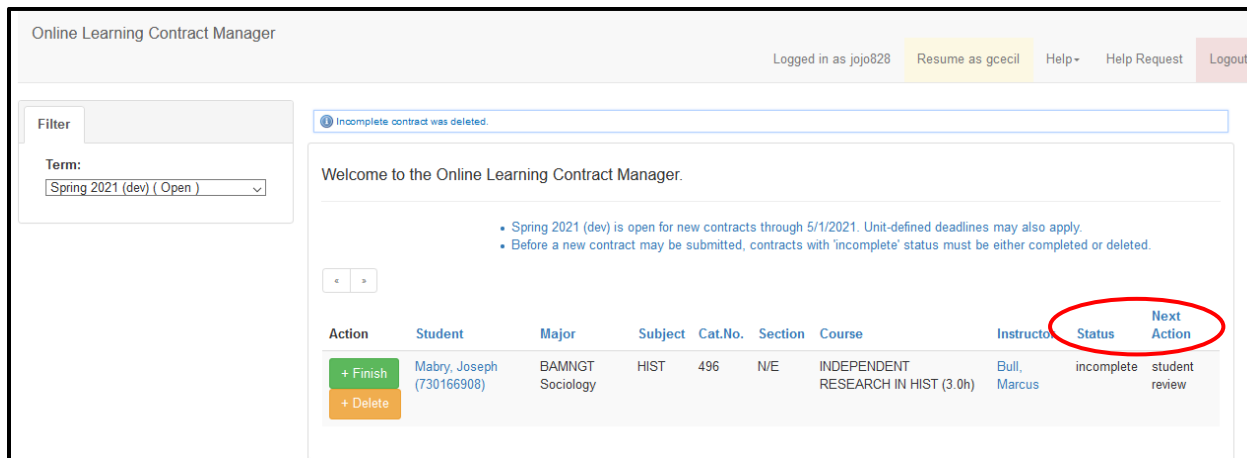 Online Learning Contract Manager
Logged in as jojo828 Resume as gcecil Help Help Request Logout
Filter
Term:
Spring 2021 (dev) ( Open )
Incomplete contract was deleted.
Welcome to the Online Learning Contract Manager.
• Spring 2021 (dev) is open for new contracts through 5/1/2021. Unit-defined deadlines may also apply.
• Before a new contract may be submitted, contracts with 'incomplete' status must be either completed or deleted.
« »
Action Student Major Subject Cat.No. Section Course Instructor Status Next Action
+ Finish Mabry, Joseph BAMNGT HIST 496 N/E INDEPENDENT Bull, incomplete student
(730166908) Sociology RESEARCH IN HIST (3.0h) Marcus review
+ Delete